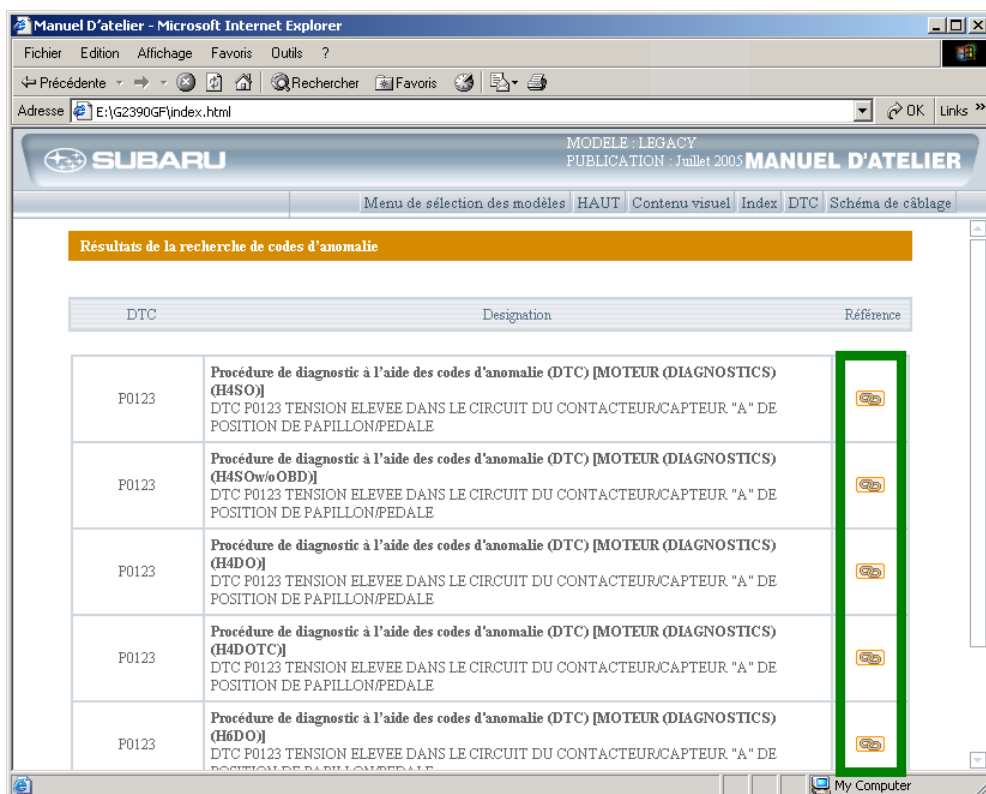 Manuel D'atelier - Microsoft Internet Explorer
Fichier Edition Affichage Favoris Outils ?
Précédente Rechercher Favoris
Adresse E:\G2390GF\index.html OK Links »
SUBARU
MODELE : LEGACY
PUBLICATION : Juillet 2005 MANUEL D'ATELIER
Menu de sélection des modèles HAUT Contenu visuel Index DTC Schéma de câblage
Résultats de la recherche de codes d'anomalie
DTC Designation Référence
Procédure de diagnostic à l'aide des codes d'anomalie (DTC) [MOTEUR (DIAGNOSTICS)
(H4SO)]
P0123
DTC P0123 TENSION ELEVEE DANS LE CIRCUIT DU CONTACTEUR/CAPTEUR "A" DE
POSITION DE PAPILLON/PEDALE
Procédure de diagnostic à l'aide des codes d'anomalie (DTC) [MOTEUR (DIAGNOSTICS)
(H4SOw/oOBD)]
P0123
DTC P0123 TENSION ELEVEE DANS LE CIRCUIT DU CONTACTEUR/CAPTEUR "A" DE
POSITION DE PAPILLON/PEDALE
Procédure de diagnostic à l'aide des codes d'anomalie (DTC) [MOTEUR (DIAGNOSTICS)
(H4DO)]
P0123
DTC P0123 TENSION ELEVEE DANS LE CIRCUIT DU CONTACTEUR/CAPTEUR "A" DE
POSITION DE PAPILLON/PEDALE
Procédure de diagnostic à l'aide des codes d'anomalie (DTC) [MOTEUR (DIAGNOSTICS)
(H4DOTC)]
P0123
DTC P0123 TENSION ELEVEE DANS LE CIRCUIT DU CONTACTEUR/CAPTEUR "A" DE
POSITION DE PAPILLON/PEDALE
Procédure de diagnostic à l'aide des codes d'anomalie (DTC) [MOTEUR (DIAGNOSTICS)
(H6DO)]
P0123
DTC P0123 TENSION ELEVEE DANS LE CIRCUIT DU CONTACTEUR/CAPTEUR "A" DE
POSITION DE PAPILLON/PEDALE
My Computer